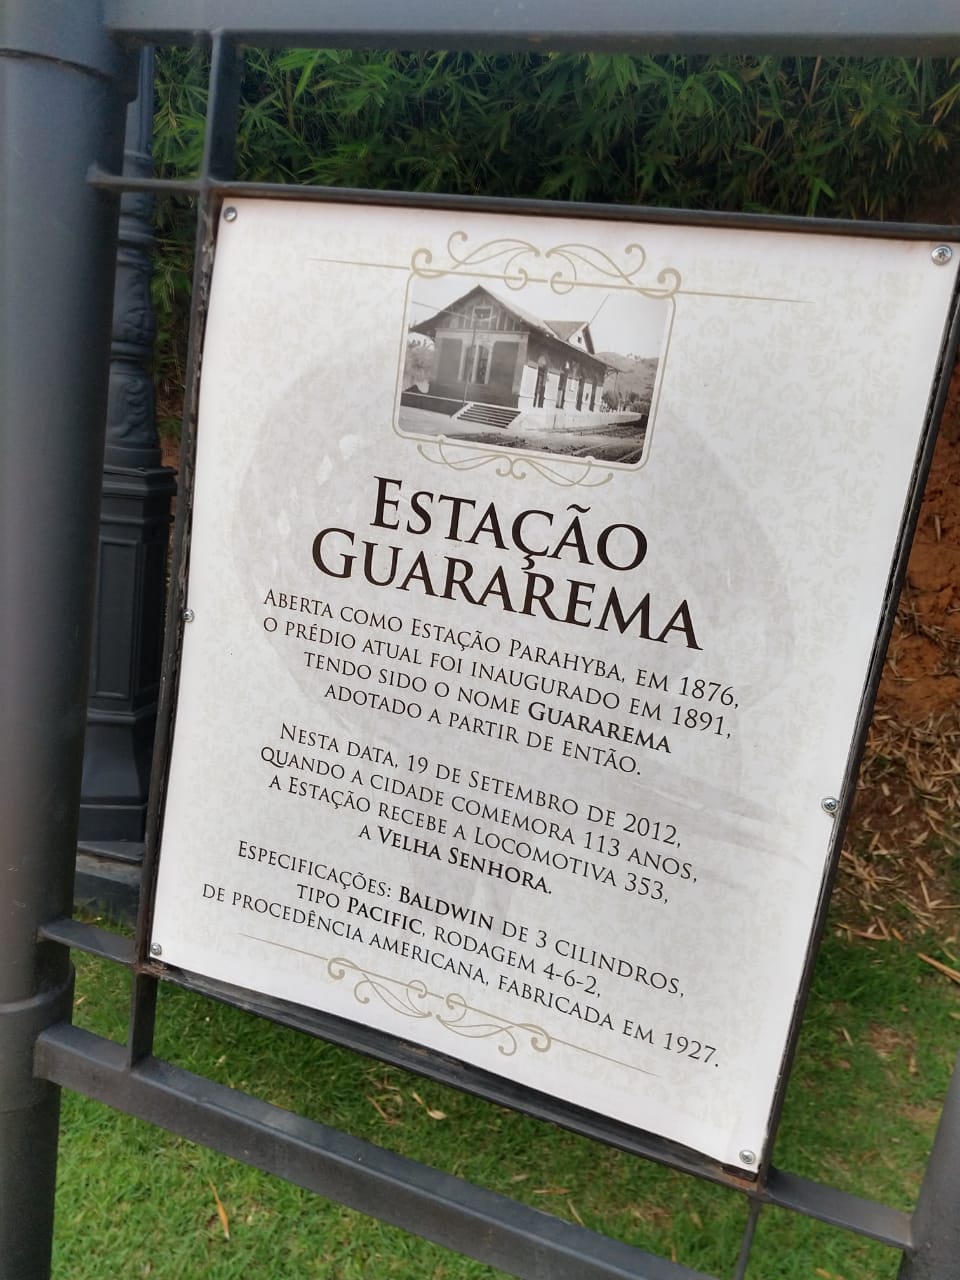 ESTAÇÃO
GUARAREMA
ABERTA COMO ESTAÇÃO PARAHYBA, EM 1876,
O PRÉDIO ATUAL FOI INAUGURADO EM 1891,
TENDO SIDO O NOME GUARAREMA
ADOTADO A PARTIR DE ENTÃO.
NESTA DATA, 19 DE SETEMBRO DE 2012,
QUANDO A CIDADE COMEMORA 113 ANOS,
A ESTAÇÃO RECEBE A LOCOMOTIVA 353,
A VELHA SENHORA.
ESPECIFICAÇÕES: BALDWIN DE 3 CILINDROS,
TIPO PACIFIC, RODAGEM 4-6-2,
DE PROCEDÊNCIA AMERICANA, FABRICADA EM 1927.